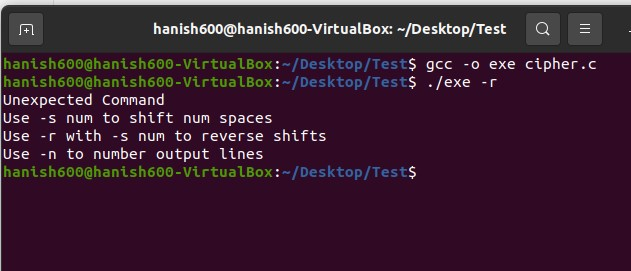 hanish600@hanish600-VirtualBox: ~/Desktop/Test
hanish600@hanish600-VirtualBox:~/Desktop/Test$ gcc -o exe cipher.c
hanish600@hanish600-VirtualBox:~/Desktop/Test$ ./exe -r
Unexpected Command
Use -s num to shift num spaces
Use -r with -s num to reverse shifts
Use -n to number output lines
hanish600@hanish600-VirtualBox:~/Desktop/Test$